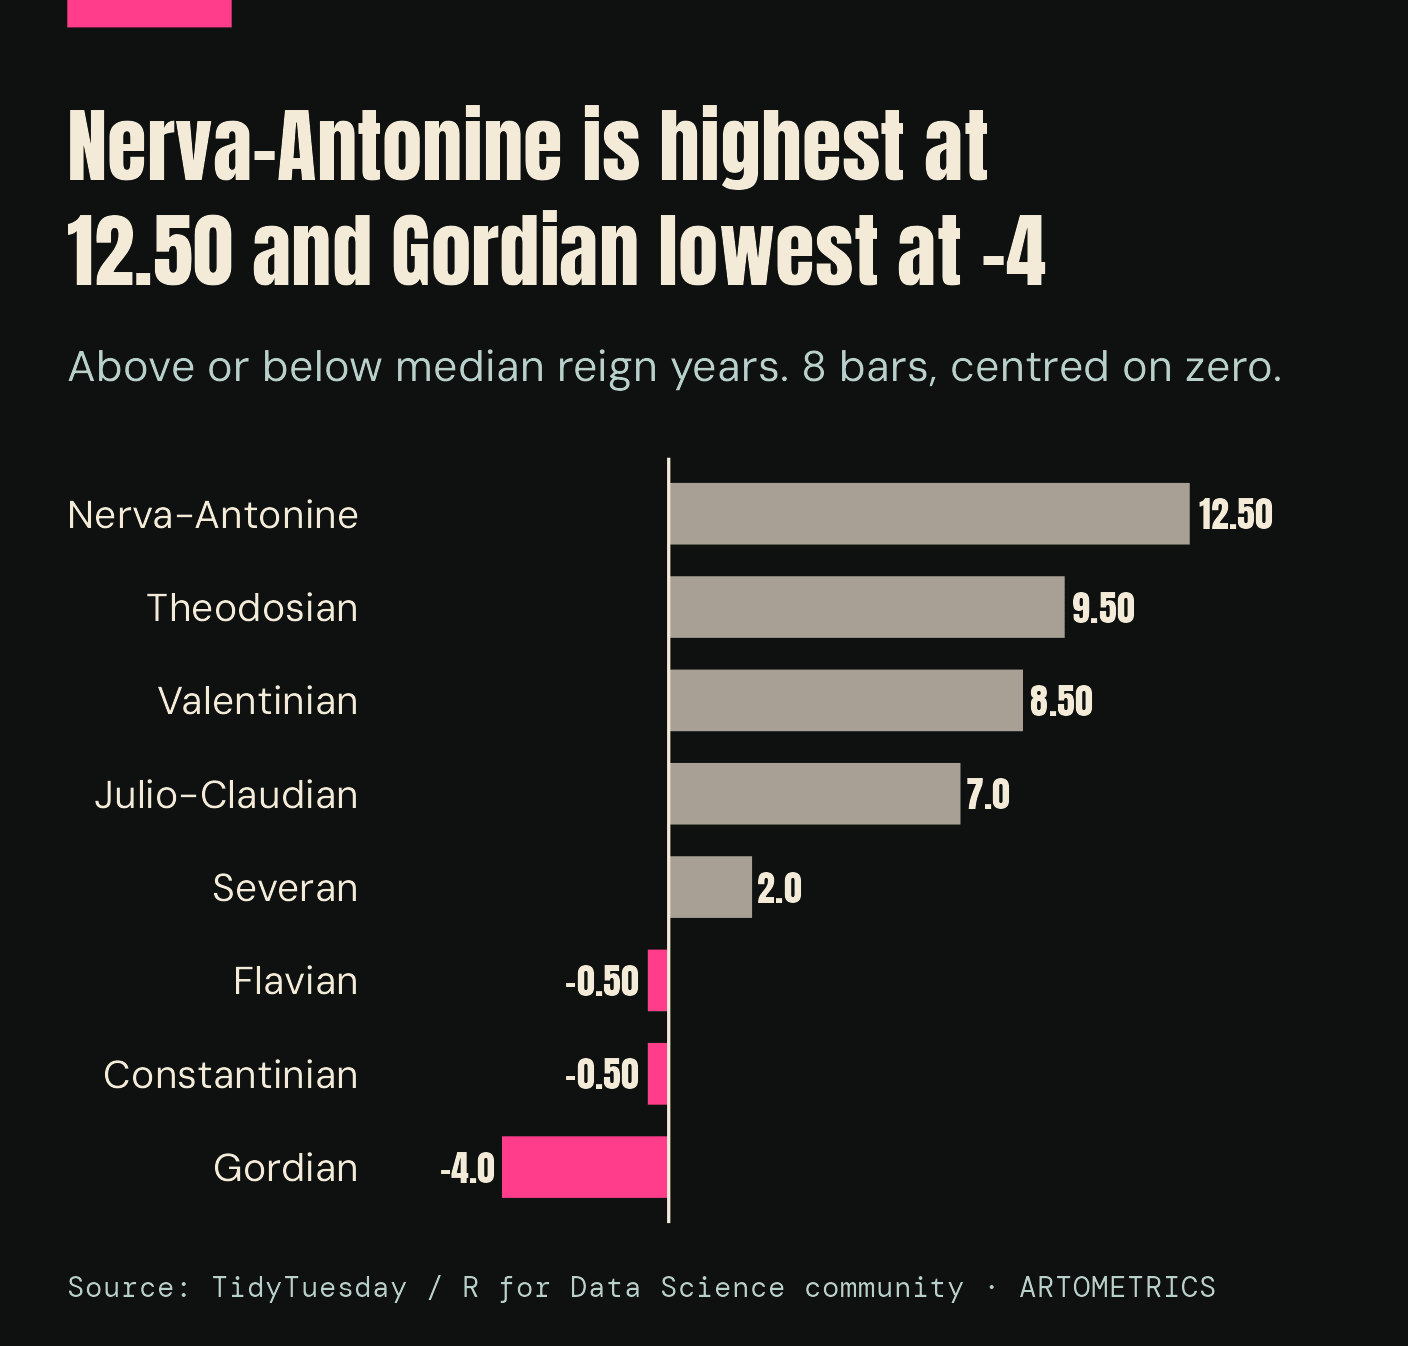 Nerva-Antonine is highest at
12.50 and Gordian lowest at -4
Above or below median reign years. 8 bars, centred on zero.
Nerva-Antonine 12.50
Theodosian 9.50
Valentinian 8.50
Julio-Claudian 7.0
Severan 2.0
Flavian -0.50
Constantinian -0.50
Gordian -4.0
Source: TidyTuesday / R for Data Science community · ARTOMETRICS